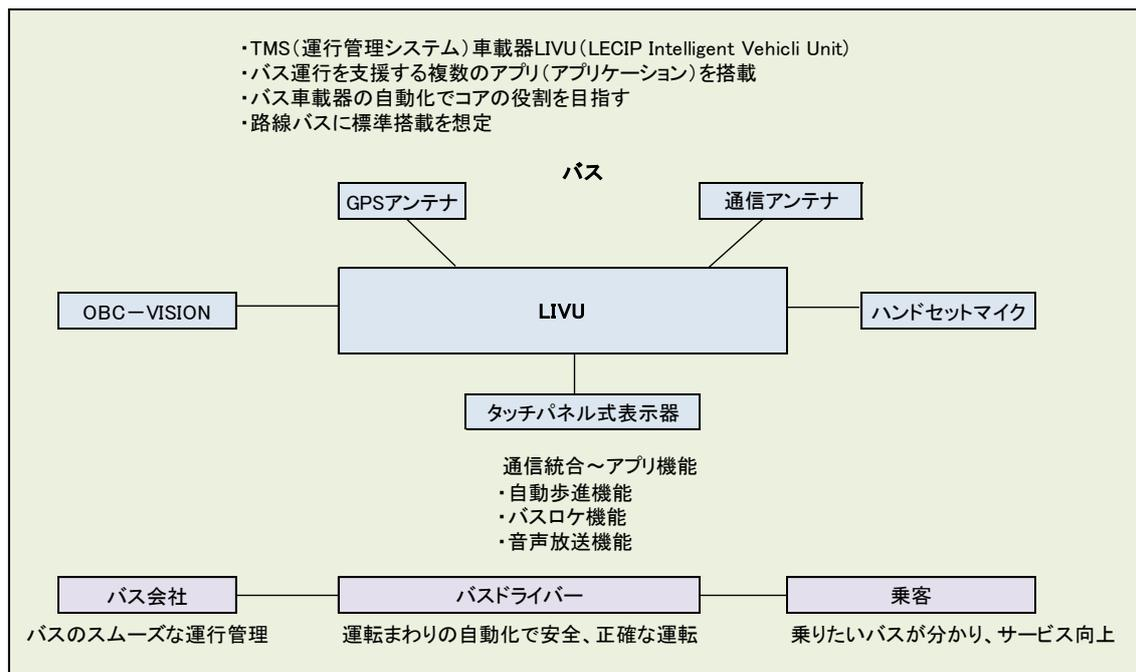 ・TMS（運行管理システム）車載器LIVU（LECIP Intelligent Vehicli Unit）
・バス運行を支援する複数のアプリ（アプリケーション）を搭載
・バス車載器の自動化でコアの役割を目指す
・路線バスに標準搭載を想定
バス
GPSアンテナ
通信アンテナ
OBC－VISION
LIVU
ハンドセットマイク
タッチパネル式表示器
通信統合～アプリ機能
・自動歩進機能
・バスロケ機能
・音声放送機能
バス会社
バスドライバー
乗客
バスのスムーズな運行管理
運転まわりの自動化で安全、正確な運転
乗りたいバスが分かり、サービス向上